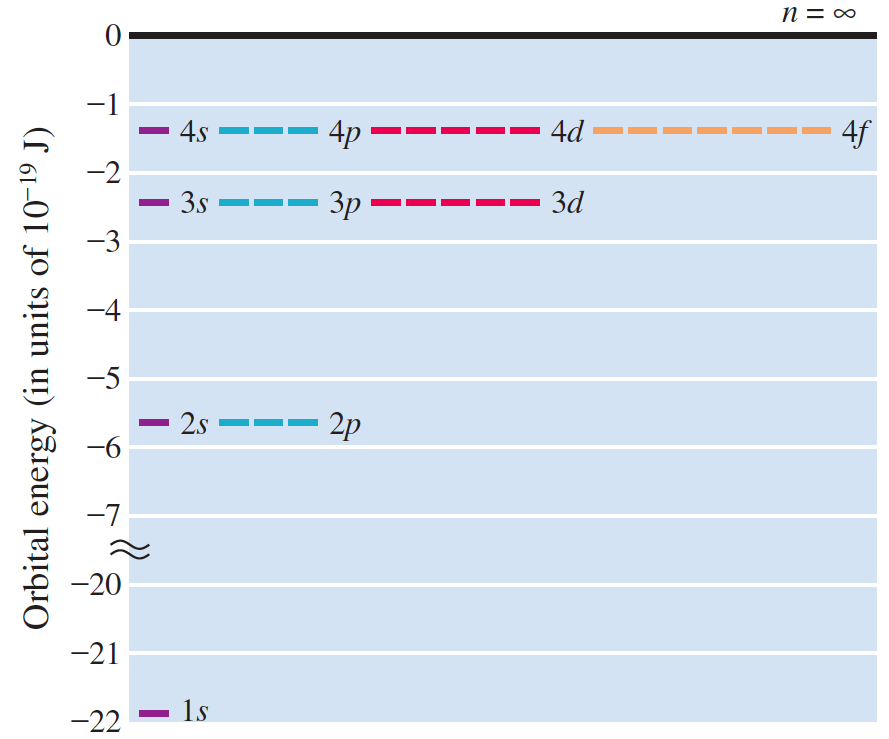 n = ∞
Orbital energy (in units of 10⁻¹⁹ J)
0
−1
4s 4p 4d 4f
−2
3s 3p 3d
−3
−4
−5
2s 2p
−6
−7
−20
−21
1s
−22